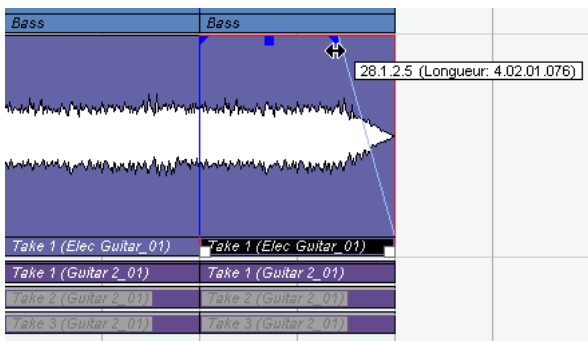 Bass Bass
28.1.2.5 (Longueur: 4.02.01.076)
Take 1 (Elec Guitar_01) Take 1 (Elec Guitar_01)
Take 1 (Guitar 2_01) Take 1 (Guitar 2_01)
Take 2 (Guitar 2_01) Take 2 (Guitar 2_01)
Take 3 (Guitar 2_01) Take 3 (Guitar 2_01)